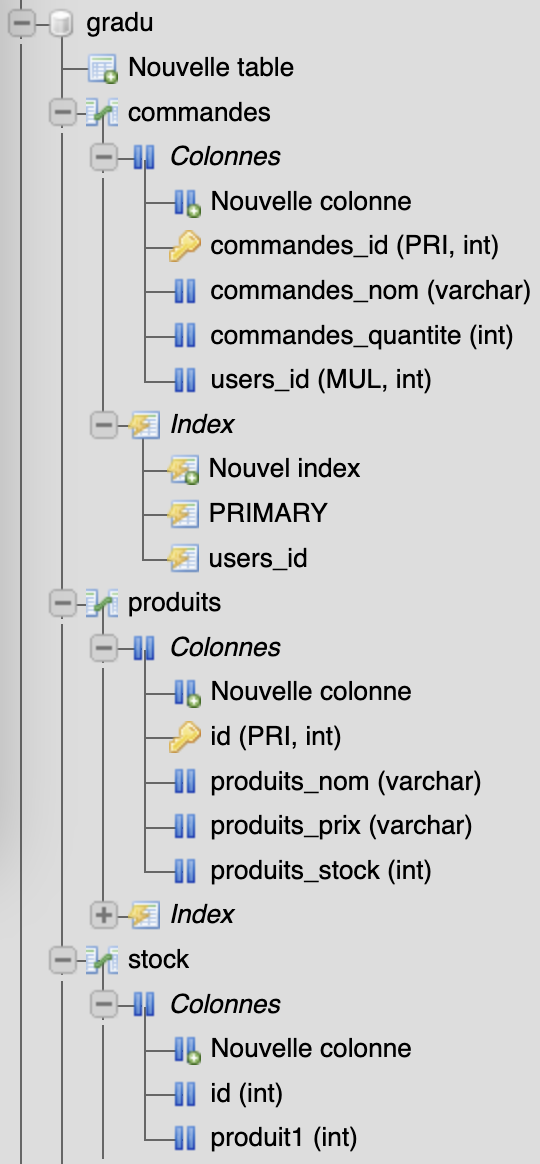 gradu
Nouvelle table
commandes
Colonnes
Nouvelle colonne
commandes_id (PRI, int)
commandes_nom (varchar)
commandes_quantite (int)
users_id (MUL, int)
Index
Nouvel index
PRIMARY
users_id
produits
Colonnes
Nouvelle colonne
id (PRI, int)
produits_nom (varchar)
produits_prix (varchar)
produits_stock (int)
Index
stock
Colonnes
Nouvelle colonne
id (int)
produit1 (int)